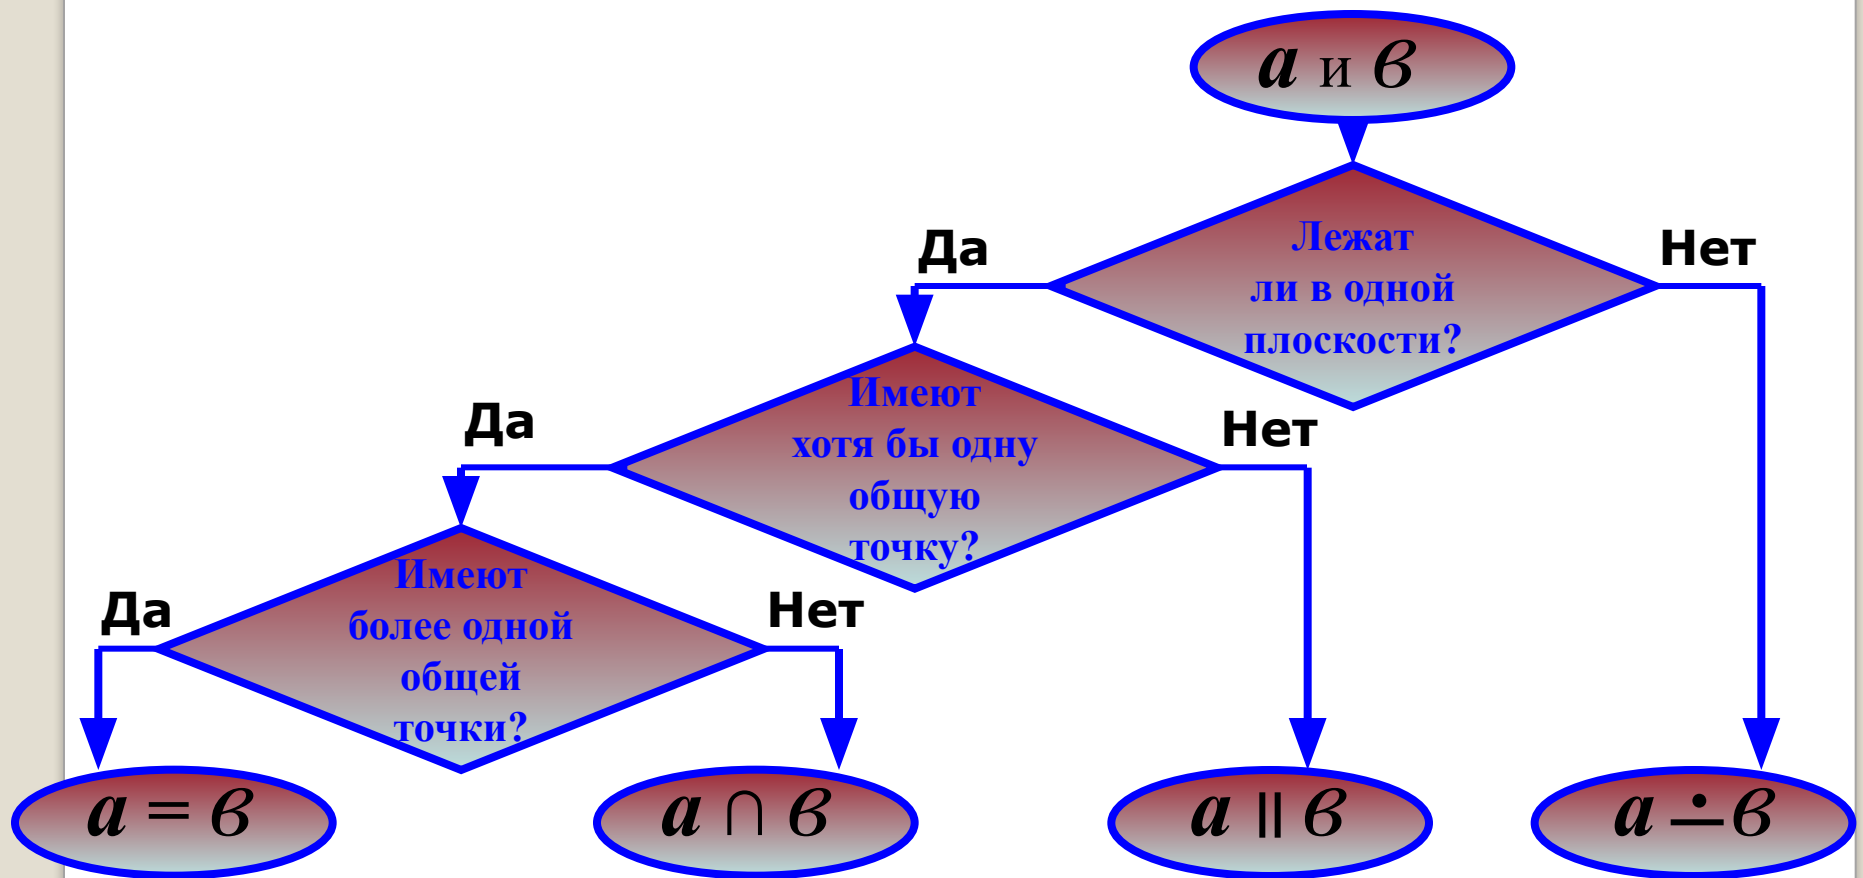 а и в
Лежат
ли в одной
плоскости?
Да
Нет
Имеют
хотя бы одну
общую
точку?
Да
Нет
Имеют
более одной
общей
точки?
Да
Нет
а = в
а ∩ в
а || в
а ∸ в